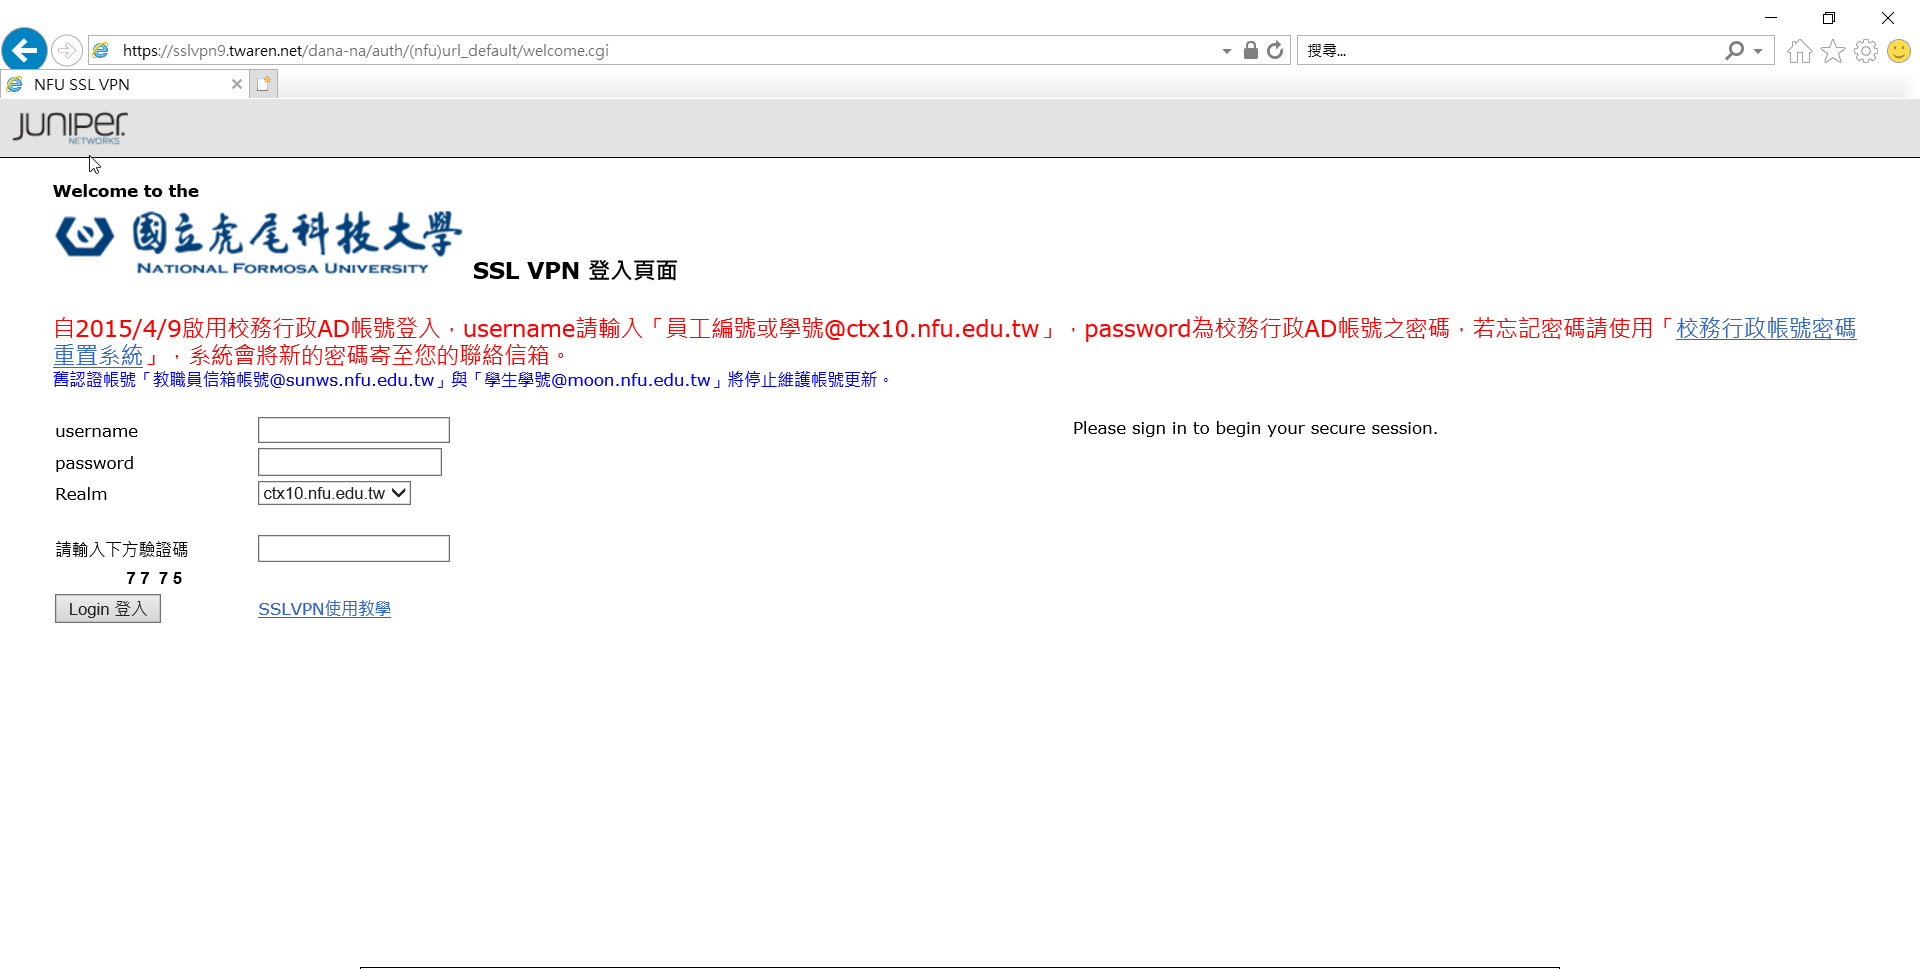 https://sslvpn9.twaren.net/dana-na/auth/(nfu)url_default/welcome.cgi
搜尋...
NFU SSL VPN
JUNIPER
NETWORKS
Welcome to the
國立虎尾科技大學
NATIONAL FORMOSA UNIVERSITY
SSL VPN 登入頁面
自2015/4/9啟用校務行政AD帳號登入，username請輸入「員工編號或學號@ctx10.nfu.edu.tw」，password為校務行政AD帳號之密碼，若忘記密碼請使用「校務行政帳號密碼
重置系統」，系統會將新的密碼寄至您的聯絡信箱。
舊認證帳號「教職員信箱帳號@sunws.nfu.edu.tw」與「學生學號@moon.nfu.edu.tw」將停止維護帳號更新。
username
Please sign in to begin your secure session.
password
Realm
ctx10.nfu.edu.tw
請輸入下方驗證碼
7 7 7 5
Login 登入
SSLVPN使用教學